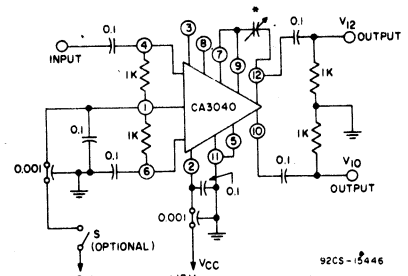 *
0.1
3
0.1
V12
OUTPUT
4
8
7
INPUT
9
12
1K
1K
1
CA3040
0.1
1K
1K
10
5
0.1
V10
OUTPUT
0.001
0.1
6
2
11
0.1
0.001
S
(OPTIONAL)
VCC
92CS-15446